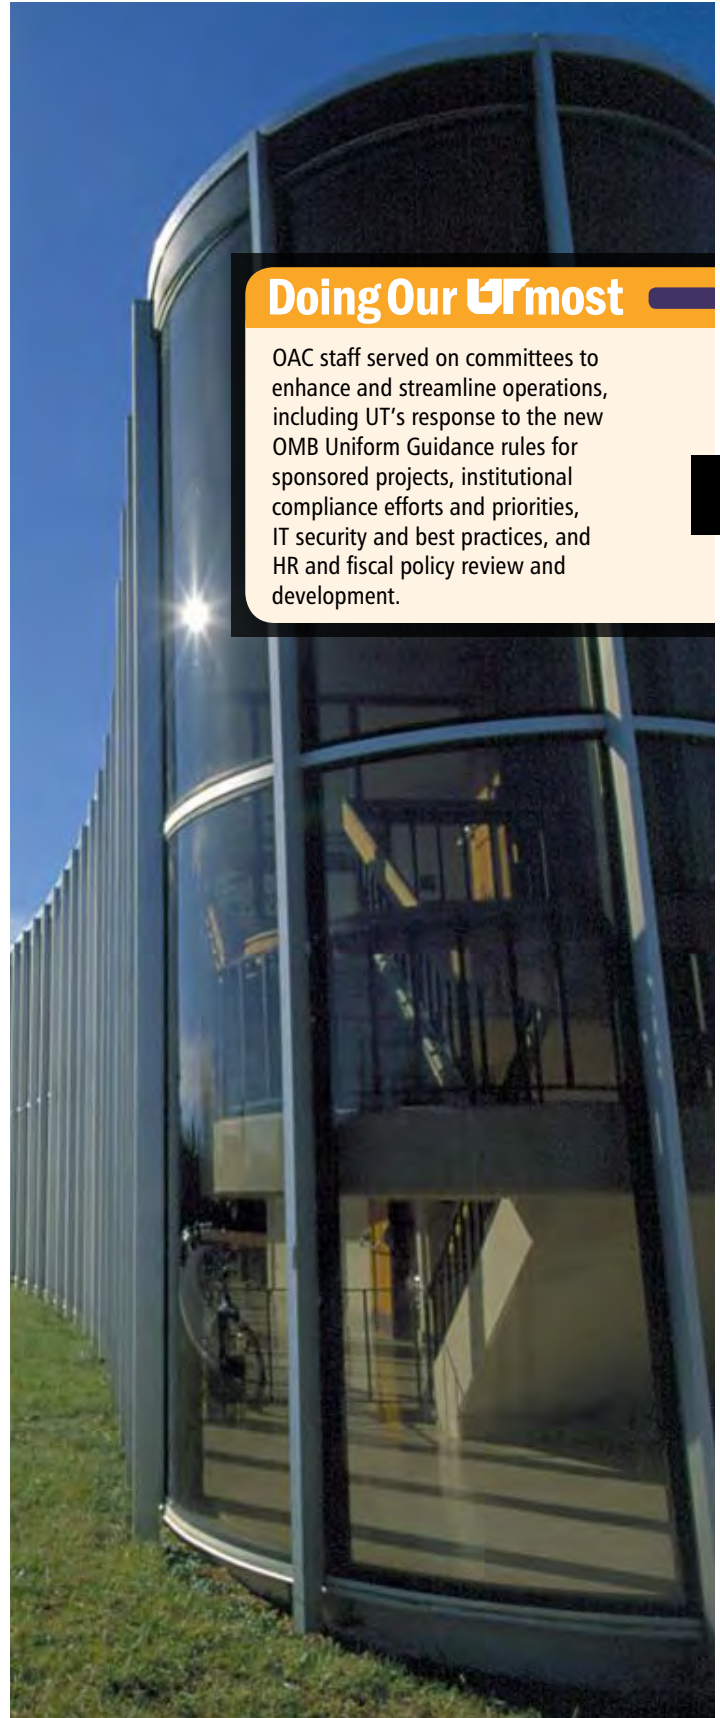 Doing Our UTmost
OAC staff served on committees to
enhance and streamline operations,
including UT’s response to the new
OMB Uniform Guidance rules for
sponsored projects, institutional
compliance efforts and priorities,
IT security and best practices, and
HR and fiscal policy review and
development.